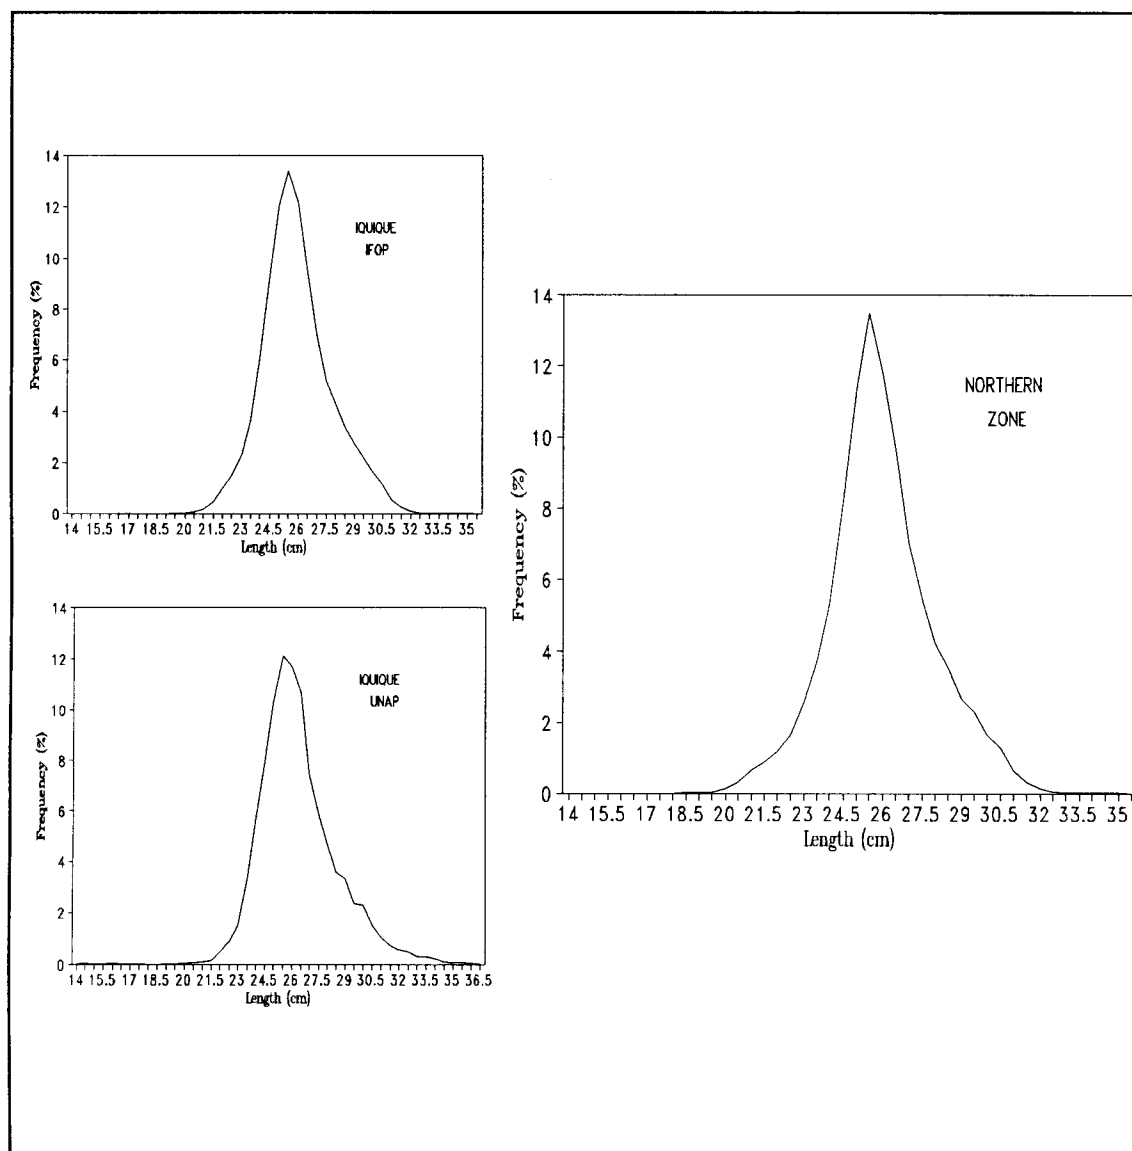 14
12
10
8
6
4
2
0
Frequency (%)
IQUIQUE
IFOP
14 15.5 17 18.5 20 21.5 23 24.5 26 27.5 29 30.5 32 33.5 35
Length (cm)
14
12
10
8
6
4
2
0
Frequency (%)
IQUIQUE
UNAP
14 15.5 17 18.5 20 21.5 23 24.5 26 27.5 29 30.5 32 33.5 35 36.5
Length (cm)
14
12
10
8
6
4
2
0
Frequency (%)
NORTHERN
ZONE
14 15.5 17 18.5 20 21.5 23 24.5 26 27.5 29 30.5 32 33.5 35
Length (cm)